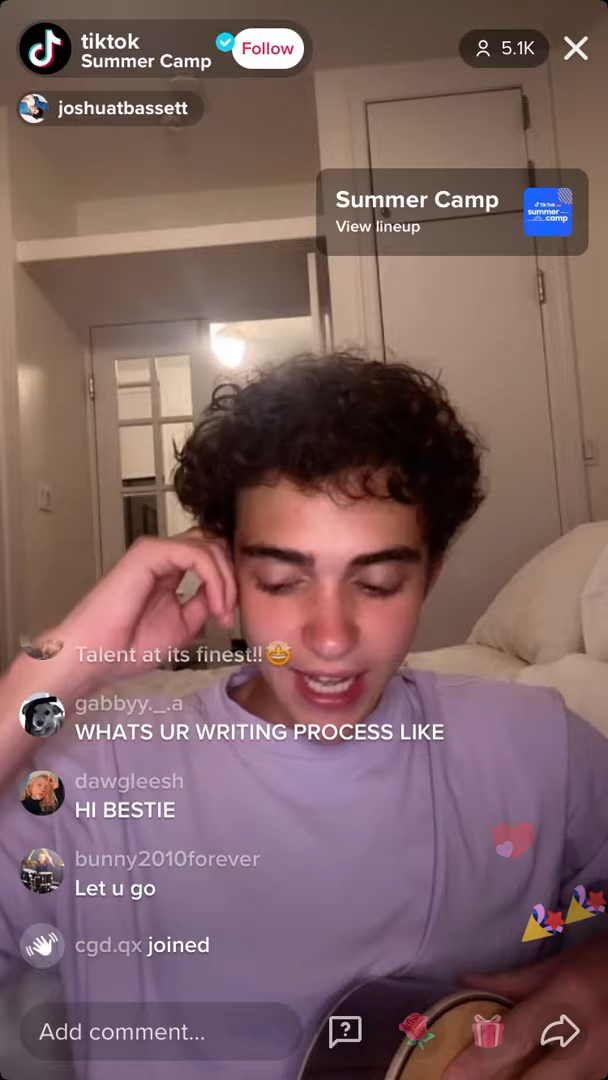 tiktok
Summer Camp
Follow
5.1K
joshuatbassett
Summer Camp
View lineup
TikTok
summer
camp
Talent at its finest!!🤩
gabbyy._.a
WHATS UR WRITING PROCESS LIKE
dawgleesh
HI BESTIE
bunny2010forever
Let u go
cgd.qx joined
Add comment...